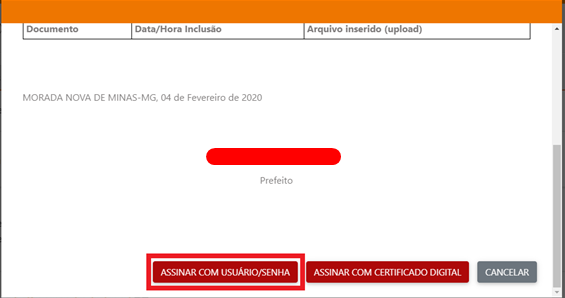 Documento Data/Hora Inclusão Arquivo inserido (upload)
MORADA NOVA DE MINAS-MG, 04 de Fevereiro de 2020
Prefeito
ASSINAR COM USUÁRIO/SENHA ASSINAR COM CERTIFICADO DIGITAL CANCELAR